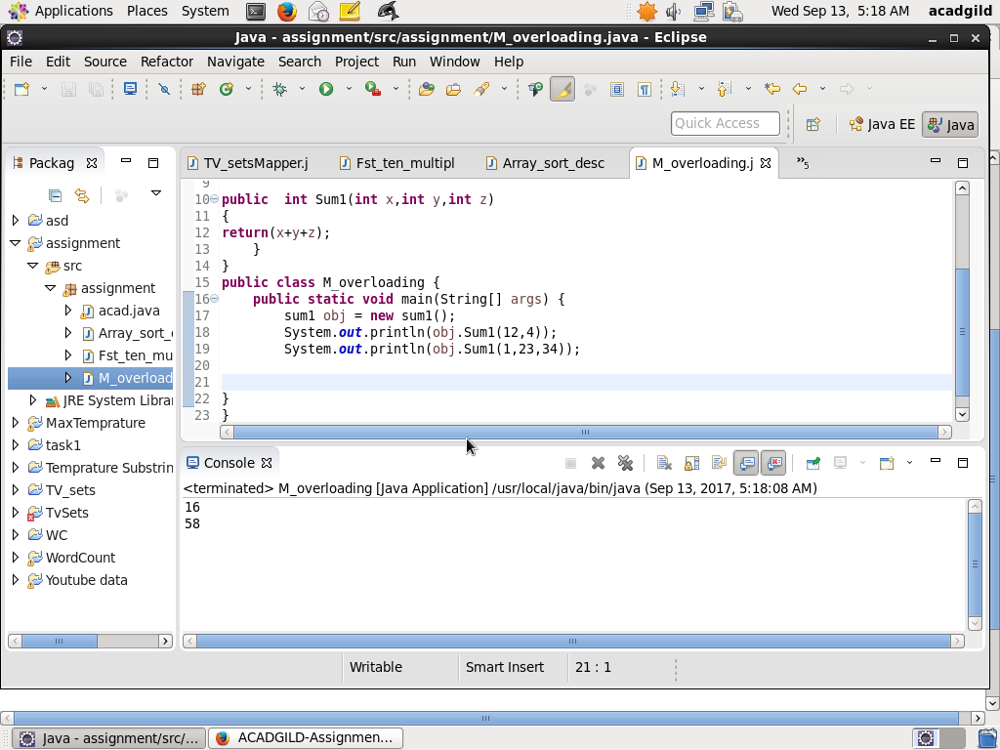 Applications Places System Wed Sep 13, 5:18 AM acadgild
Java - assignment/src/assignment/M_overloading.java - Eclipse
File Edit Source Refactor Navigate Search Project Run Window Help
Quick Access Java EE Java
Packag TV_setsMapper.j Fst_ten_multipl Array_sort_desc M_overloading.j »5
asd
assignment
src
assignment
acad.java
Array_sort_
Fst_ten_mu
M_overload
JRE System Libra
MaxTemprature
task1
Temprature Substrin
TV_sets
TvSets
WC
WordCount
Youtube data
9
10 public  int Sum1(int x,int y,int z)
11 {
12 return(x+y+z);
13     }
14 }
15 public class M_overloading {
16     public static void main(String[] args) {
17         sum1 obj = new sum1();
18         System.out.println(obj.Sum1(12,4));
19         System.out.println(obj.Sum1(1,23,34));
20
21
22 }
23 }
Console
<terminated> M_overloading [Java Application] /usr/local/java/bin/java (Sep 13, 2017, 5:18:08 AM)
16
58
Writable Smart Insert 21 : 1
Java - assignment/src/... ACADGILD-Assignmen...